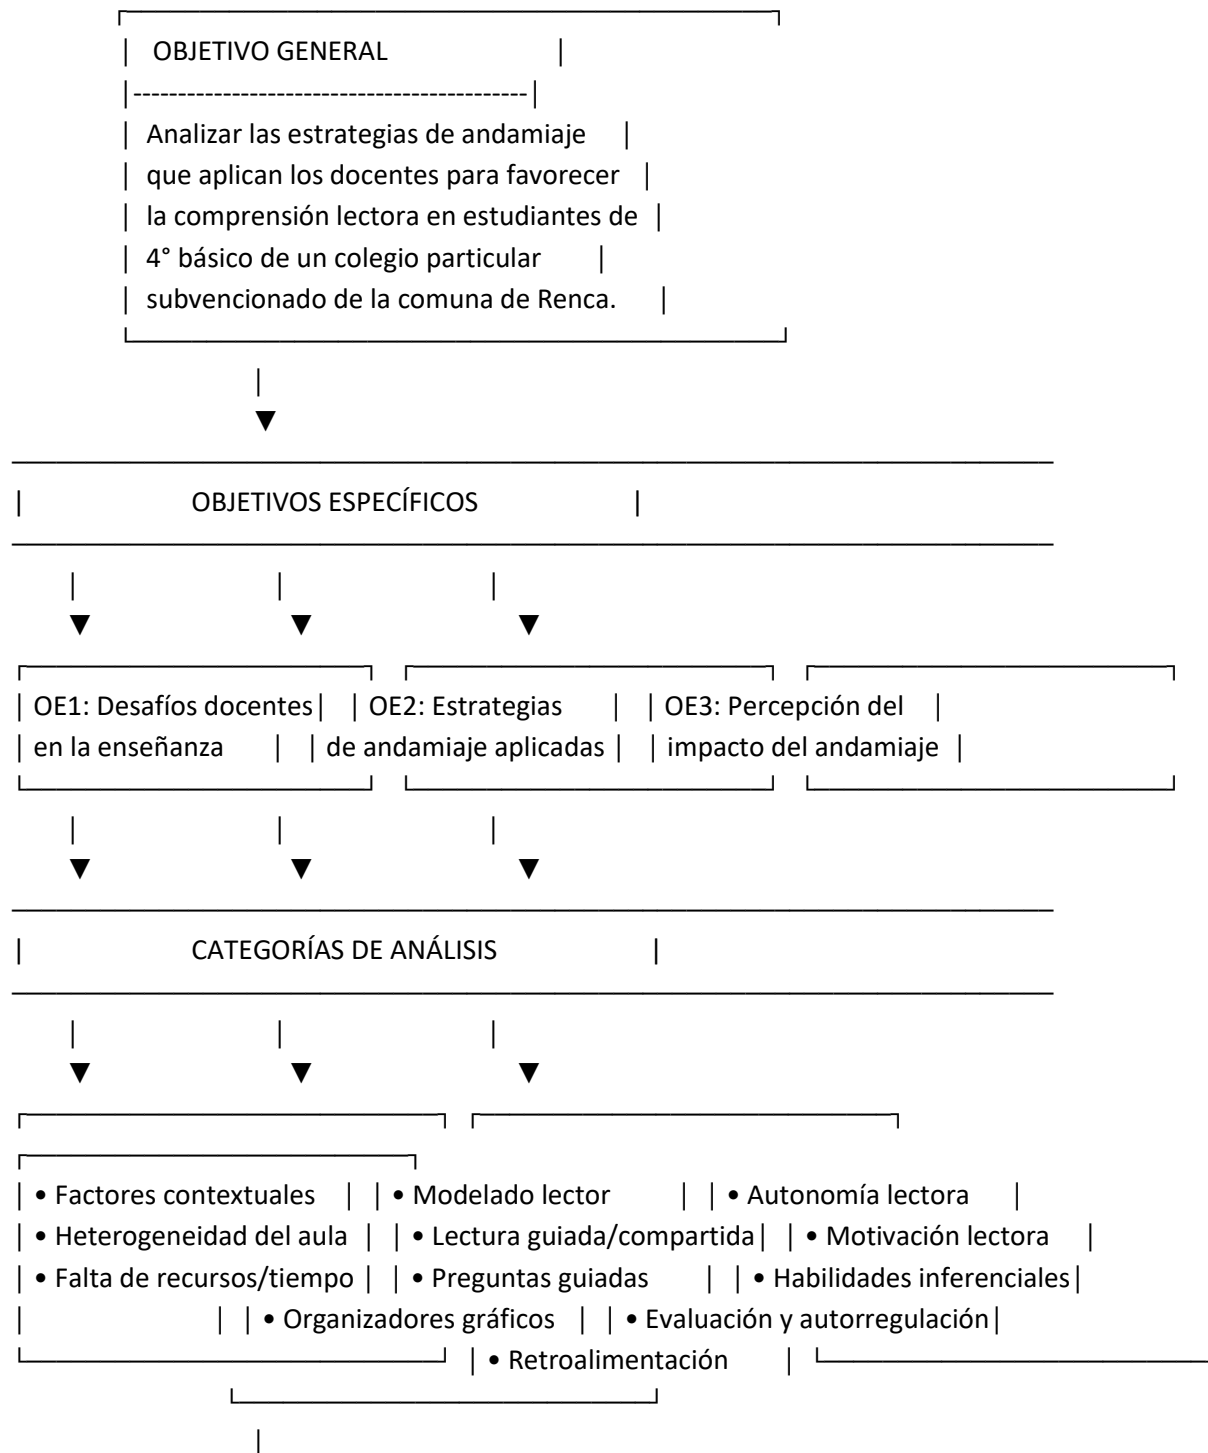 OBJETIVO GENERAL
|--------------------------------------------|
Analizar las estrategias de andamiaje
que aplican los docentes para favorecer
la comprensión lectora en estudiantes de
4° básico de un colegio particular
subvencionado de la comuna de Renca.
▼
OBJETIVOS ESPECÍFICOS
▼ ▼ ▼
| OE1: Desafíos docentes| | OE2: Estrategias | | OE3: Percepción del |
| en la enseñanza | | de andamiaje aplicadas | | impacto del andamiaje |
▼ ▼ ▼
CATEGORÍAS DE ANÁLISIS
▼ ▼ ▼
| • Factores contextuales | | • Modelado lector | | • Autonomía lectora |
| • Heterogeneidad del aula | | • Lectura guiada/compartida| | • Motivación lectora |
| • Falta de recursos/tiempo | | • Preguntas guiadas | | • Habilidades inferenciales|
| | | • Organizadores gráficos | | • Evaluación y autorregulación|
| • Retroalimentación |